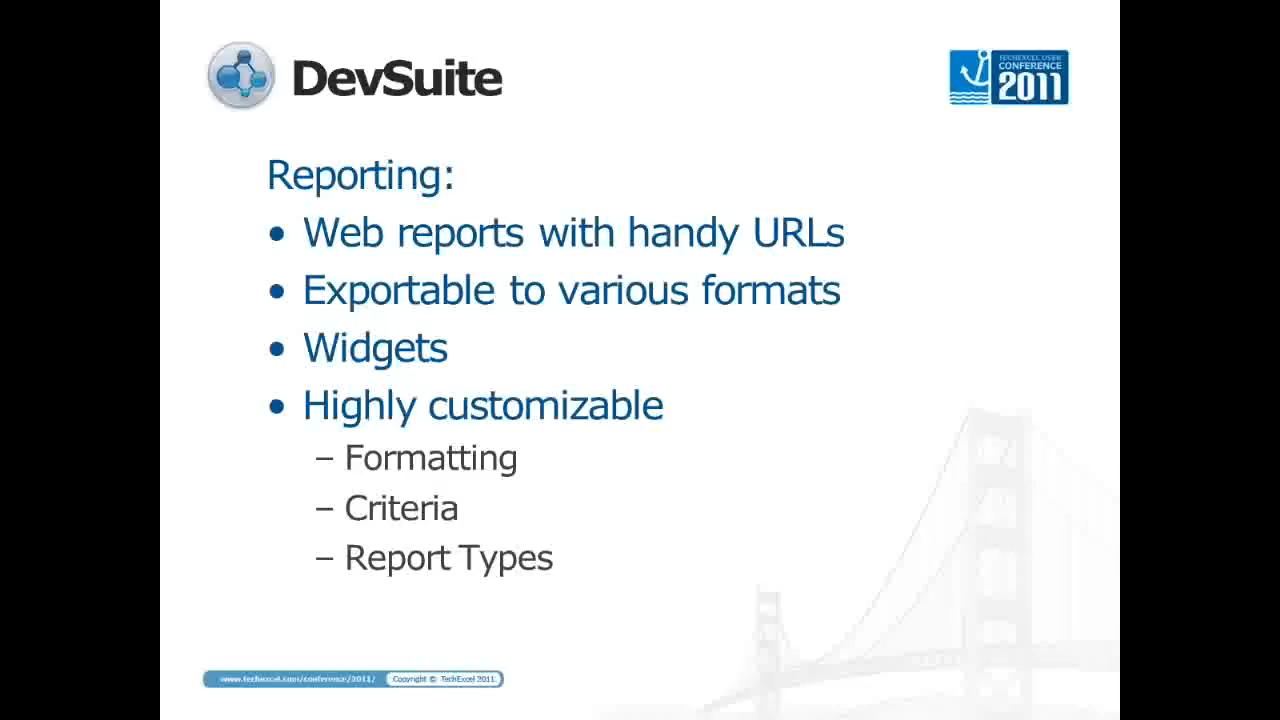 DevSuite
TECHEXCEL USER
CONFERENCE
2011
Reporting:
• Web reports with handy URLs
• Exportable to various formats
• Widgets
• Highly customizable
– Formatting
– Criteria
– Report Types
www.techexcel.com/conference/2011/ Copyright © TechExcel 2011